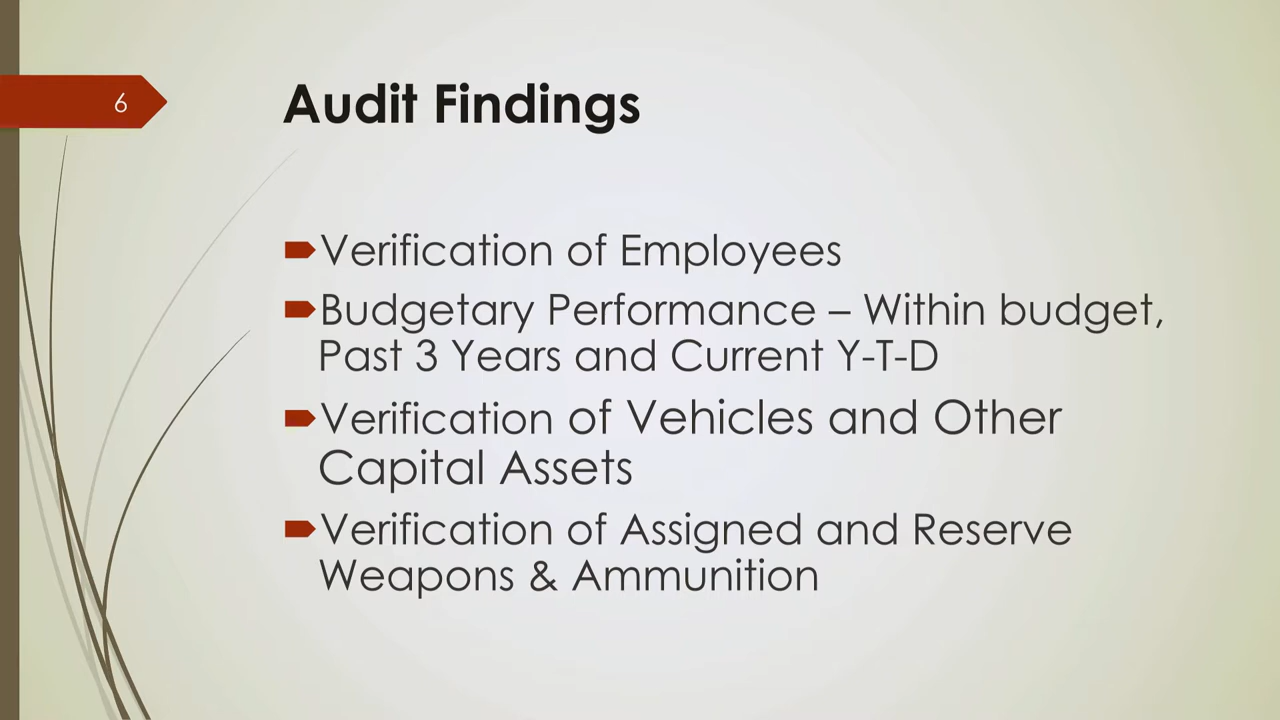 6
Audit Findings
Verification of Employees
Budgetary Performance – Within budget,
Past 3 Years and Current Y-T-D
Verification of Vehicles and Other
Capital Assets
Verification of Assigned and Reserve
Weapons & Ammunition